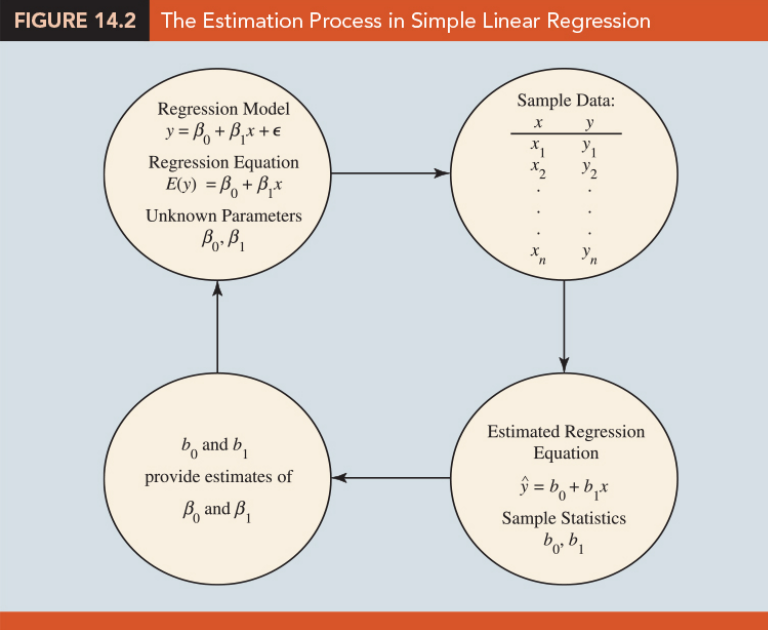 FIGURE 14.2 The Estimation Process in Simple Linear Regression
Regression Model
y = β₀ + β₁x + ϵ
Regression Equation
E(y) = β₀ + β₁x
Unknown Parameters
β₀, β₁
Sample Data:
x y
x₁ y₁
x₂ y₂
. .
. .
. .
xₙ yₙ
Estimated Regression
Equation
ŷ = b₀ + b₁x
Sample Statistics
b₀, b₁
b₀ and b₁
provide estimates of
β₀ and β₁